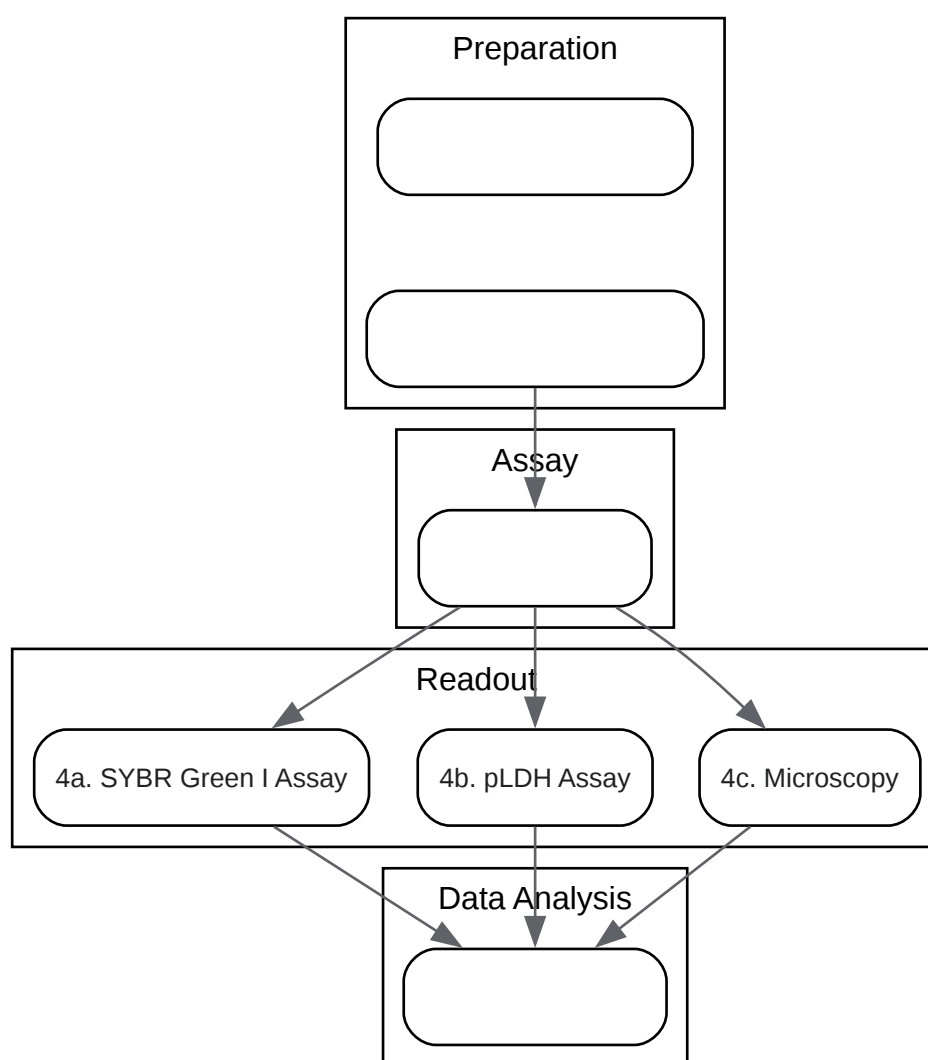 Preparation
Assay
Readout
4a. SYBR Green I Assay
4b. pLDH Assay
4c. Microscopy
Data Analysis